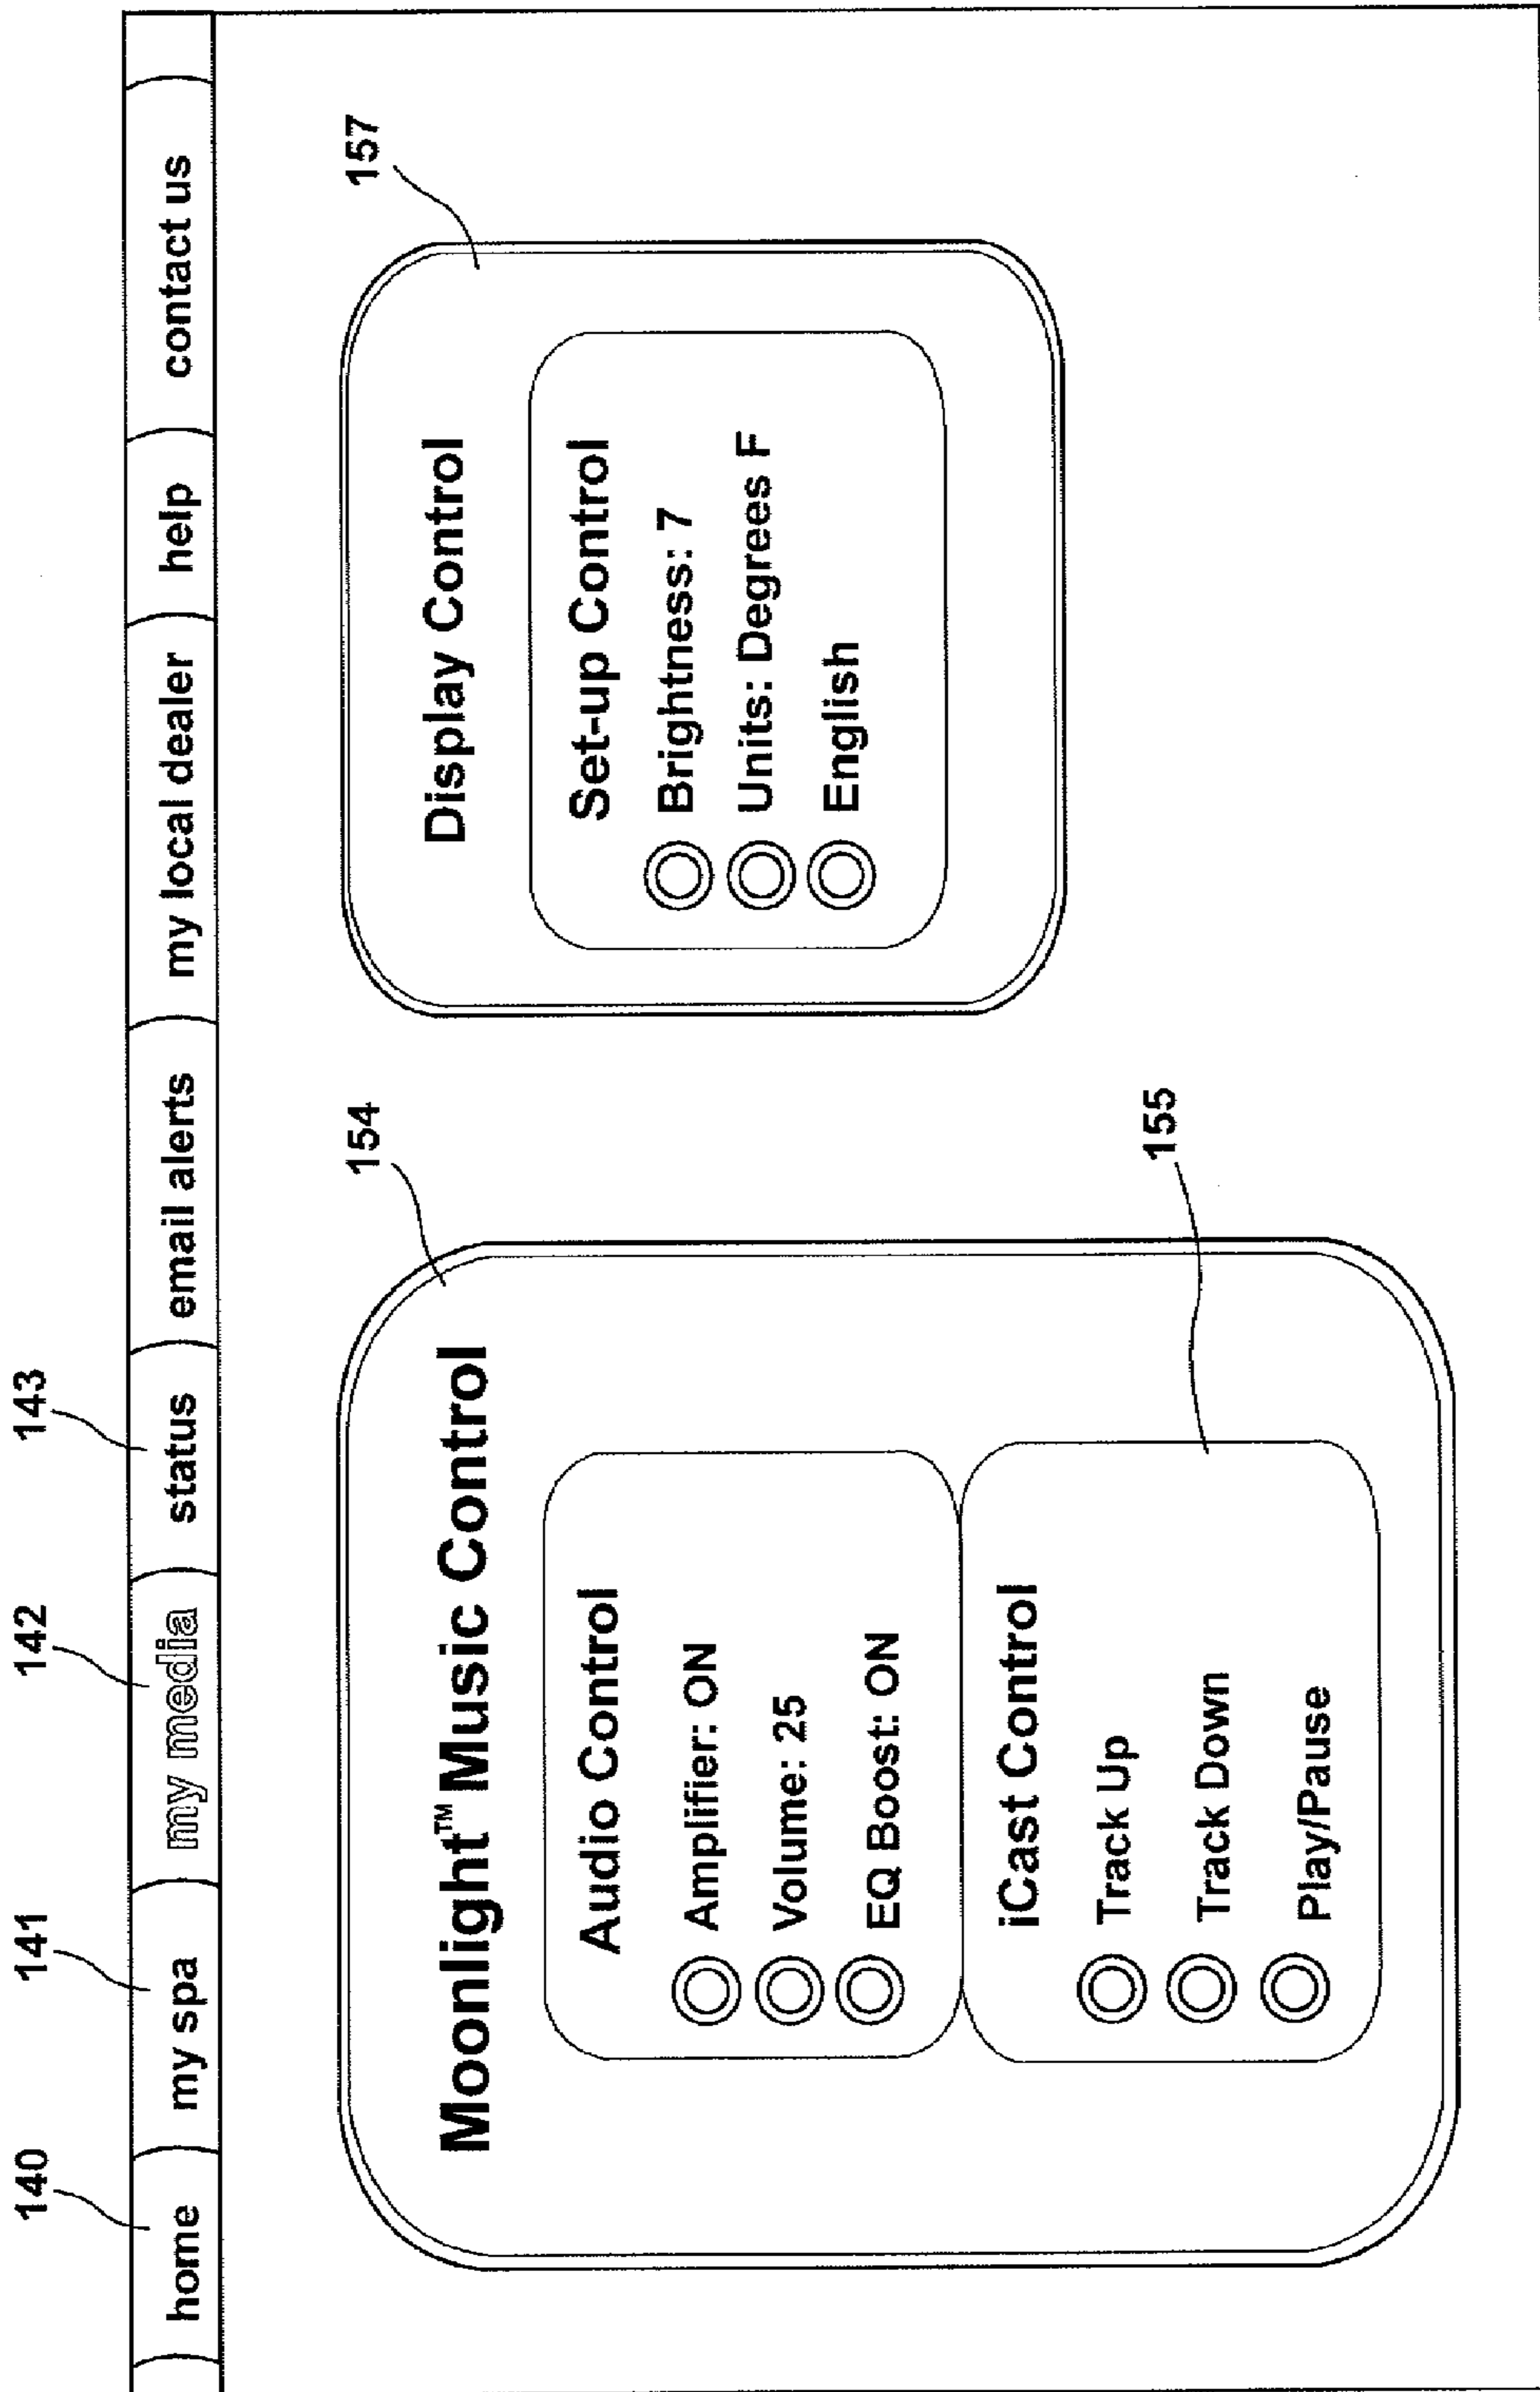 140
141
142
143
home
my spa
my media
status
email alerts
my local dealer
help
contact us
154
Moonlight™ Music Control
Audio Control
Amplifier: ON
Volume: 25
EQ Boost: ON
iCast Control
Track Up
Track Down
Play/Pause
155
157
Display Control
Set-up Control
Brightness: 7
Units: Degrees F
English